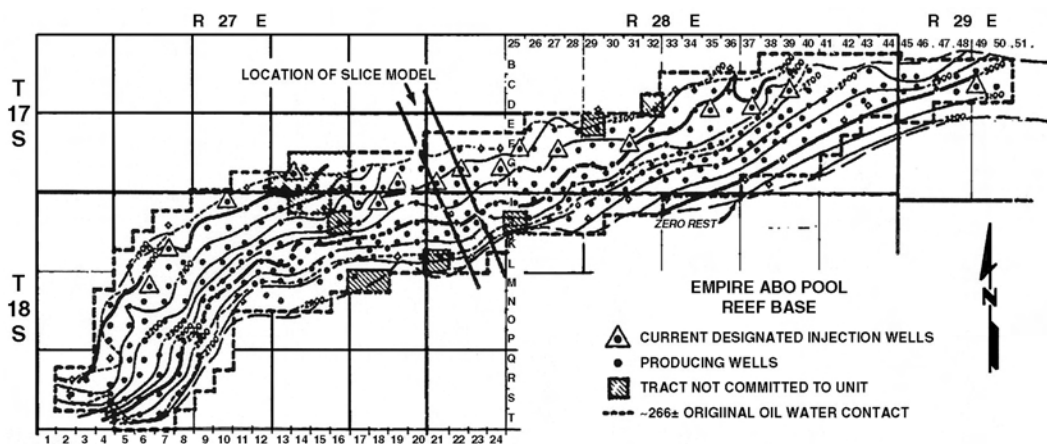 R 27 E
R 28 E
R 29 E
25 26 27 28 29 30 31 32 33 34 35 36 37 38 39 40 41 42 43 44 45 46 . 47. 48. 49 50 .51.
LOCATION OF SLICE MODEL
T
17
S
T
18
S
B
C
D
E
F
G
H
I
K
L
M
N
O
P
Q
R
S
T
ZERO REST
N
EMPIRE ABO POOL
REEF BASE
CURRENT DESIGNATED INJECTION WELLS
PRODUCING WELLS
TRACT NOT COMMITTED TO UNIT
~266± ORIGIINAL OIL WATER CONTACT
1 2 3 4 5 6 7 8 9 10 11 12 13 14 15 16 17 18 19 20 21 22 23 24